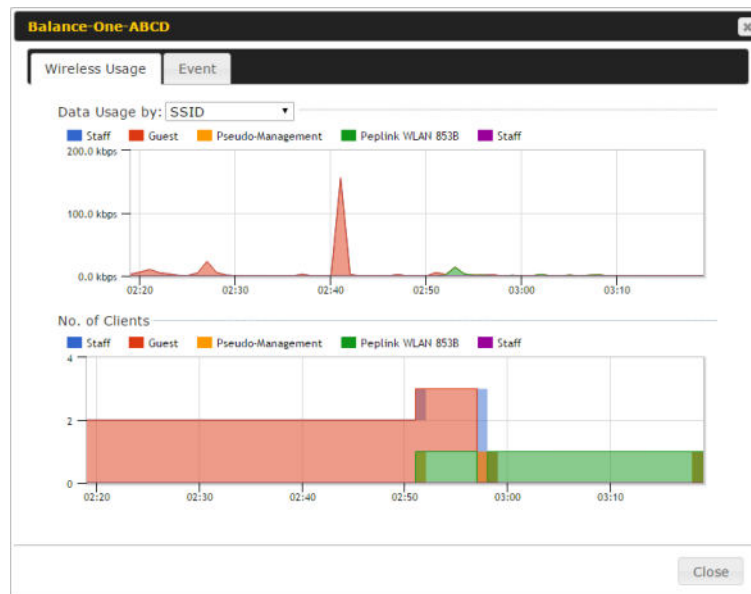 Balance-One-ABCD
Wireless Usage Event
Data Usage by: SSID
Staff Guest Pseudo-Management Peplink WLAN 853B Staff
200.0 kbps
100.0 kbps
0.0 kbps
02:20 02:30 02:40 02:50 03:00 03:10
No. of Clients
Staff Guest Pseudo-Management Peplink WLAN 853B Staff
4
2
0
02:20 02:30 02:40 02:50 03:00 03:10
Close